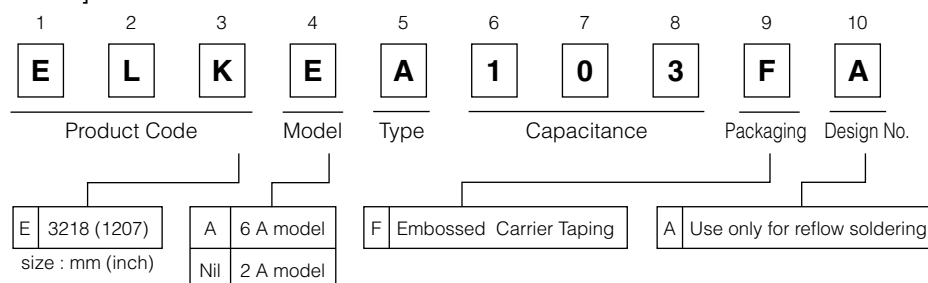 1 2 3 4 5 6 7 8 9 10
E L K E A 1 0 3 F A
Product Code Model Type Capacitance Packaging Design No.
E 3218 (1207) A 6 A model F Embossed Carrier Taping A Use only for reflow soldering
size : mm (inch) Nil 2 A model